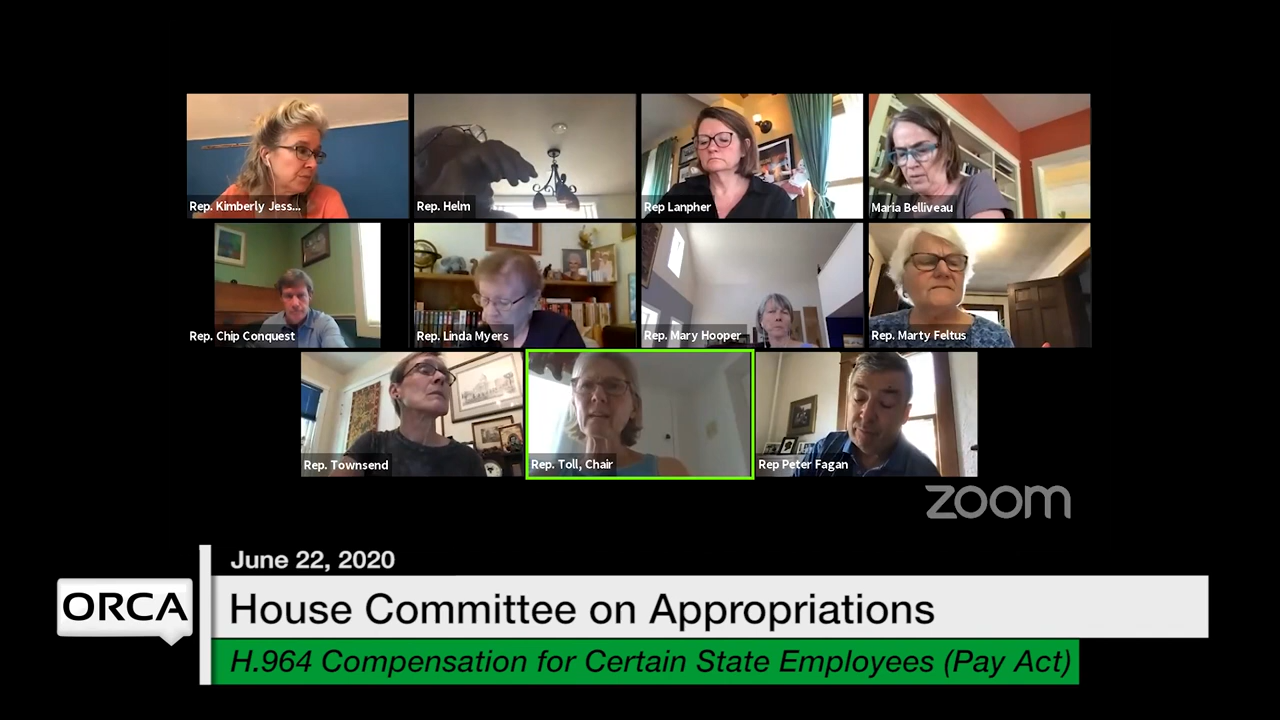 Rep. Kimberly Jess...
Rep. Helm
Rep Lanpher
Maria Belliveau
Rep. Chip Conquest
Rep. Linda Myers
Rep. Mary Hooper
Rep. Marty Feltus
Rep. Townsend
Rep. Toll, Chair
Rep Peter Fagan
zoom
June 22, 2020
ORCA
House Committee on Appropriations
H.964 Compensation for Certain State Employees (Pay Act)